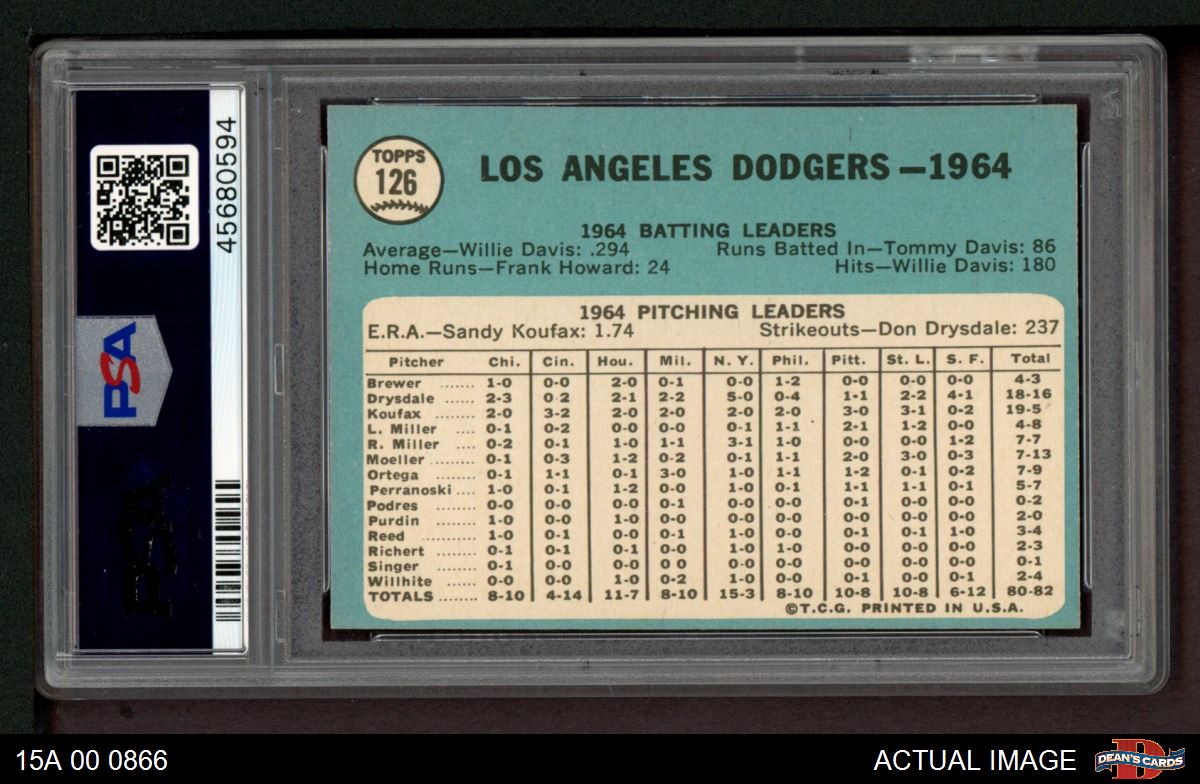 45680594
PSA
TOPPS
126
LOS ANGELES DODGERS—1964
1964 BATTING LEADERS
Average—Willie Davis: .294 Runs Batted In—Tommy Davis: 86
Home Runs—Frank Howard: 24 Hits—Willie Davis: 180
1964 PITCHING LEADERS
E.R.A.—Sandy Koufax: 1.74 Strikeouts—Don Drysdale: 237
Pitcher Chi. Cin. Hou. Mil. N. Y. Phil. Pitt. St. L. S. F. Total
Brewer ....... 1-0 0-0 2-0 0-1 0-0 1-2 0-0 0-0 0-0 4-3
Drysdale ...... 2-3 0 2 2-1 2-2 5-0 0-4 1-1 2-2 4-1 18-16
Koufax ....... 2-0 3-2 2-0 2-0 2-0 2-0 3-0 3-1 0-2 19-5
L. Miller .... 0-1 0-2 0-0 0-0 0-1 1-1 2-1 1-2 0-0 4-8
R. Miller .... 0-2 0-1 1-0 1-1 3-1 1-0 0-0 0-0 1-2 7-7
Moeller ........ 0-1 0-3 1-2 0-2 0-1 1-1 2-0 3-0 0-3 7-13
Ortega ........ 0-1 1-1 0-1 3-0 1-0 1-1 1-2 0-1 0-2 7-9
Perranoski .... 1-0 0-1 1-2 0-0 1-0 0-1 1-1 1-1 0-1 5-7
Podres ....... 0-0 0-0 0-0 0-1 0-0 0-0 0-1 0-0 0-0 0-2
Purdin ........ 1-0 0-0 1-0 0-0 0-0 0-0 0-0 0-0 0-0 2-0
Reed ......... 1-0 0-1 0-1 0-0 1-0 0-0 0-1 0-1 1-0 3-4
Richert ....... 0-1 0-1 0-1 0-0 1-0 1-0 0-0 0-0 0-0 2-3
Singer ........ 0-1 0-0 0-0 0 0 0-0 0-0 0-0 0-0 0-0 0-1
Willhite ..... 0-0 0-0 1-0 0-2 1-0 0-0 0-1 0-0 0-1 2-4
TOTALS ....... 8-10 4-14 11-7 8-10 15-3 8-10 10-8 10-8 6-12 80-82
©T.C.G. PRINTED IN U.S.A.
15A 00 0866 ACTUAL IMAGE
D
DEAN'S CARDS